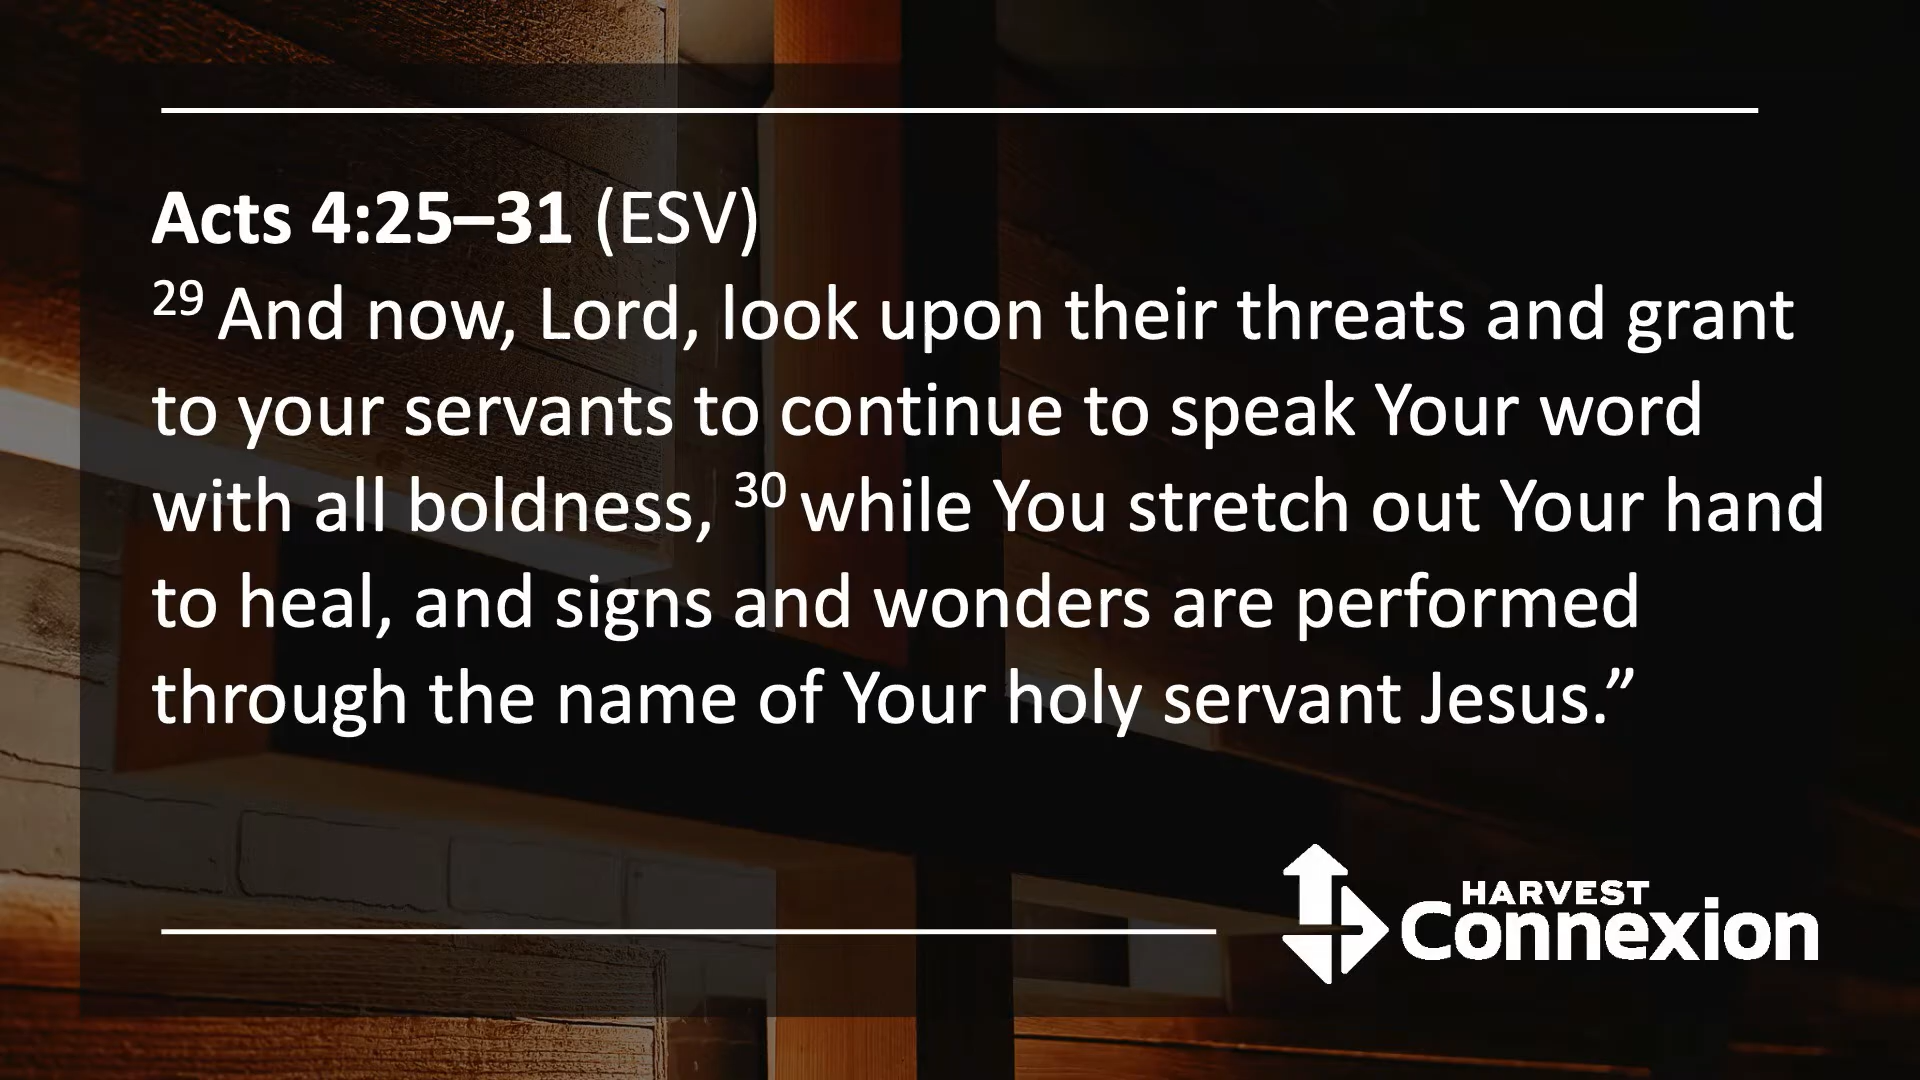 Acts 4:25–31 (ESV)
29 And now, Lord, look upon their threats and grant
to your servants to continue to speak Your word
with all boldness, 30 while You stretch out Your hand
to heal, and signs and wonders are performed
through the name of Your holy servant Jesus.”
HARVEST
Connexion